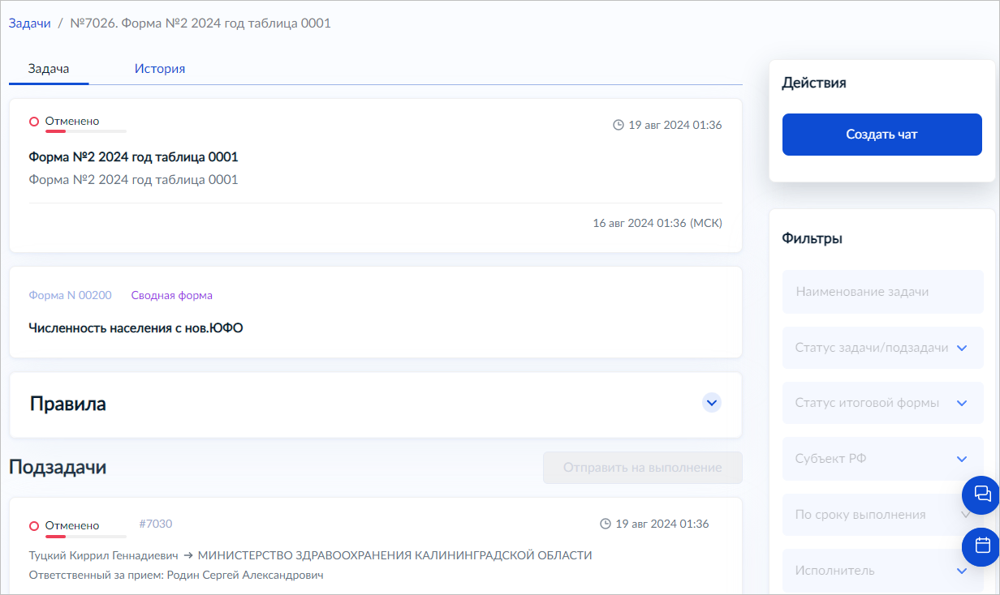 Задачи / №7026. Форма №2 2024 год таблица 0001
Задача
История
Отменено
19 авг 2024 01:36
Форма №2 2024 год таблица 0001
Форма №2 2024 год таблица 0001
16 авг 2024 01:36 (МСК)
Форма N 00200 Сводная форма
Численность населения с нов.ЮФО
Правила
Подзадачи
Отправить на выполнение
Отменено #7030
19 авг 2024 01:36
Туцкий Киррил Геннадиевич → МИНИСТЕРСТВО ЗДРАВООХРАНЕНИЯ КАЛИНИНГРАДСКОЙ ОБЛАСТИ
Ответственный за прием: Родин Сергей Александрович
Действия
Создать чат
Фильтры
Наименование задачи
Статус задачи/подзадачи
Статус итоговой формы
Субъект РФ
По сроку выполнения
Исполнитель